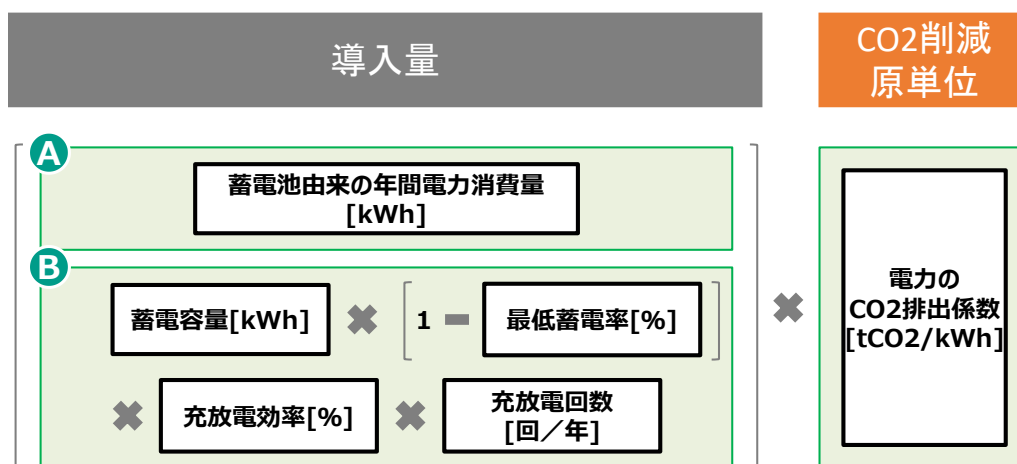 導入量
CO2削減
原単位
A
蓄電池由来の年間電力消費量
[kWh]
B
蓄電容量[kWh] ✖ [1 － 最低蓄電率[%]]
✖ 充放電効率[%] ✖ 充放電回数
[回／年]
✖
電力の
CO2排出係数
[tCO2/kWh]